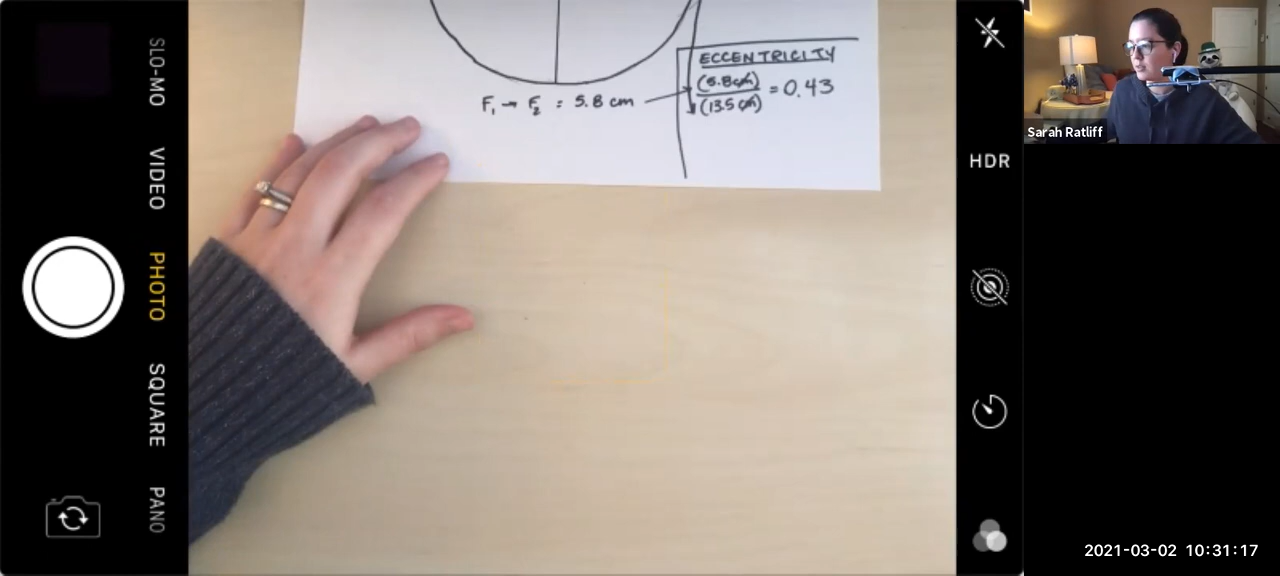 SLO-MO
VIDEO
PHOTO
SQUARE
PANO
ECCENTRICITY
(5.8cm)
(13.5cm)
= 0.43
F₁ → F₂ = 5.8 cm
HDR
Sarah Ratliff
2021-03-02 10:31:17